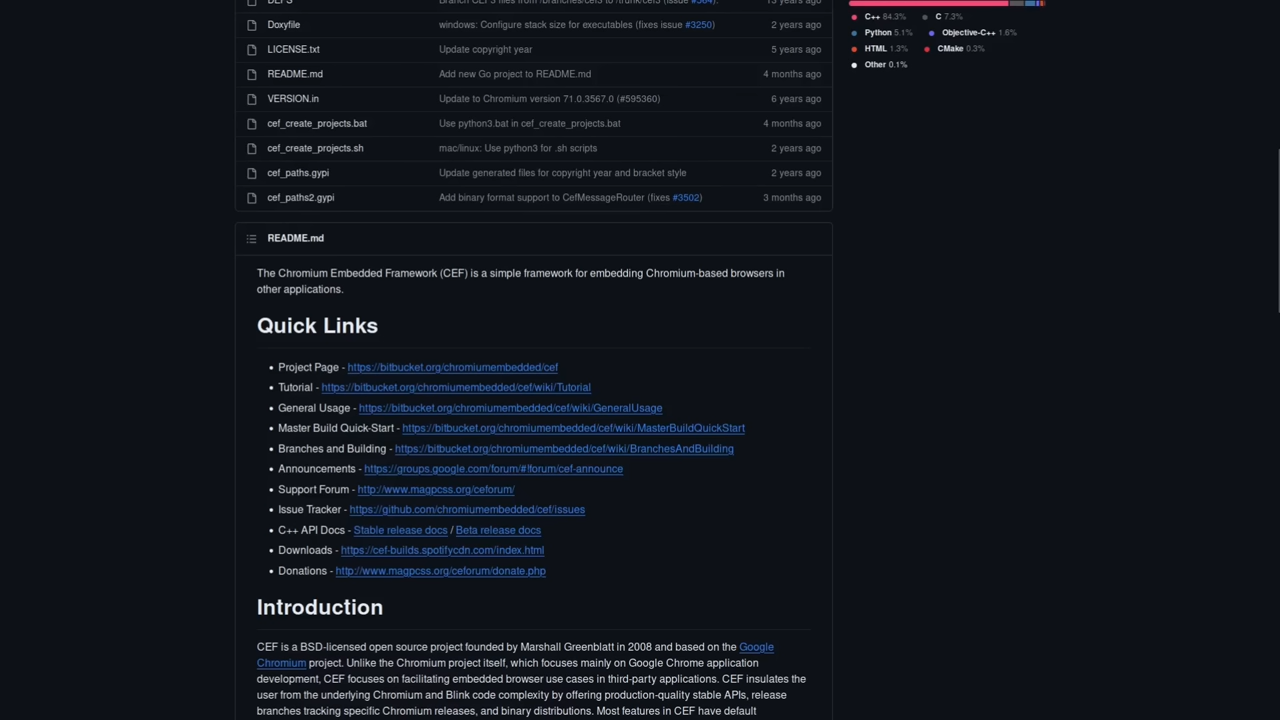 DEPS Branch CEF3 files from /branches/cef3 to /trunk/cef3 (issue #564). 13 years ago
Doxyfile windows: Configure stack size for executables (fixes issue #3250) 2 years ago
LICENSE.txt Update copyright year 5 years ago
README.md Add new Go project to README.md 4 months ago
VERSION.in Update to Chromium version 71.0.3567.0 (#595360) 6 years ago
cef_create_projects.bat Use python3.bat in cef_create_projects.bat 4 months ago
cef_create_projects.sh mac/linux: Use python3 for .sh scripts 2 years ago
cef_paths.gypi Update generated files for copyright year and bracket style 2 years ago
cef_paths2.gypi Add binary format support to CefMessageRouter (fixes #3502) 3 months ago
README.md
The Chromium Embedded Framework (CEF) is a simple framework for embedding Chromium-based browsers in
other applications.
Quick Links
• Project Page - https://bitbucket.org/chromiumembedded/cef
• Tutorial - https://bitbucket.org/chromiumembedded/cef/wiki/Tutorial
• General Usage - https://bitbucket.org/chromiumembedded/cef/wiki/GeneralUsage
• Master Build Quick-Start - https://bitbucket.org/chromiumembedded/cef/wiki/MasterBuildQuickStart
• Branches and Building - https://bitbucket.org/chromiumembedded/cef/wiki/BranchesAndBuilding
• Announcements - https://groups.google.com/forum/#!forum/cef-announce
• Support Forum - http://www.magpcss.org/ceforum/
• Issue Tracker - https://github.com/chromiumembedded/cef/issues
• C++ API Docs - Stable release docs / Beta release docs
• Downloads - https://cef-builds.spotifycdn.com/index.html
• Donations - http://www.magpcss.org/ceforum/donate.php
Introduction
CEF is a BSD-licensed open source project founded by Marshall Greenblatt in 2008 and based on the Google
Chromium project. Unlike the Chromium project itself, which focuses mainly on Google Chrome application
development, CEF focuses on facilitating embedded browser use cases in third-party applications. CEF insulates the
user from the underlying Chromium and Blink code complexity by offering production-quality stable APIs, release
branches tracking specific Chromium releases, and binary distributions. Most features in CEF have default
C++ 84.3% C 7.3%
Python 5.1% Objective-C++ 1.6%
HTML 1.3% CMake 0.3%
Other 0.1%